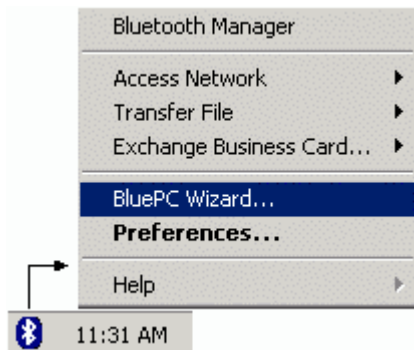 Bluetooth Manager
Access Network
Transfer File
Exchange Business Card...
BluePC Wizard...
Preferences...
Help
11:31 AM